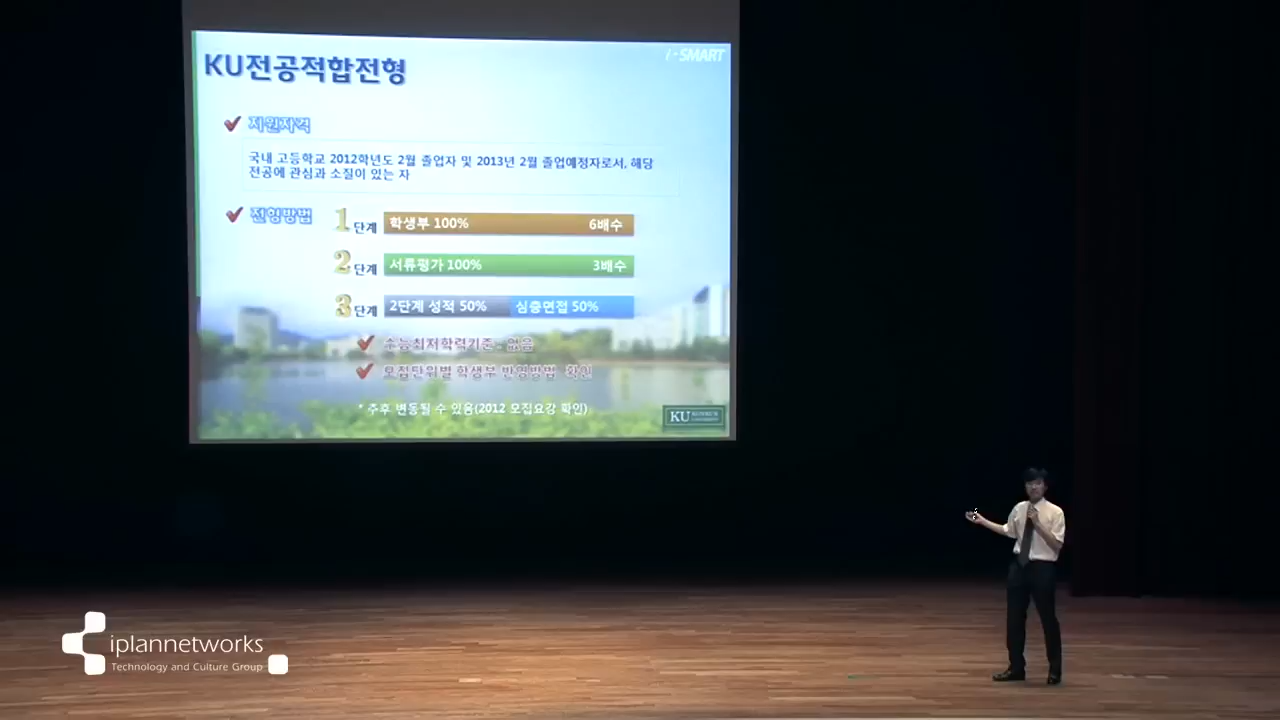 i-SMART
KU전공적합전형
지원자격
국내 고등학교 2012학년도 2월 졸업자 및 2013년 2월 졸업예정자로서, 해당
전공에 관심과 소질이 있는 자
전형방법
1단계 학생부 100% 6배수
2단계 서류평가 100% 3배수
3단계 2단계 성적 50% 심층면접 50%
수능최저학력기준 : 없음
모집단위별 학생부 반영방법 확인
* 추후 변동될 수 있음(2012 모집요강 확인)
KU KONKUK UNIVERSITY
iplannetworks
Technology and Culture Group